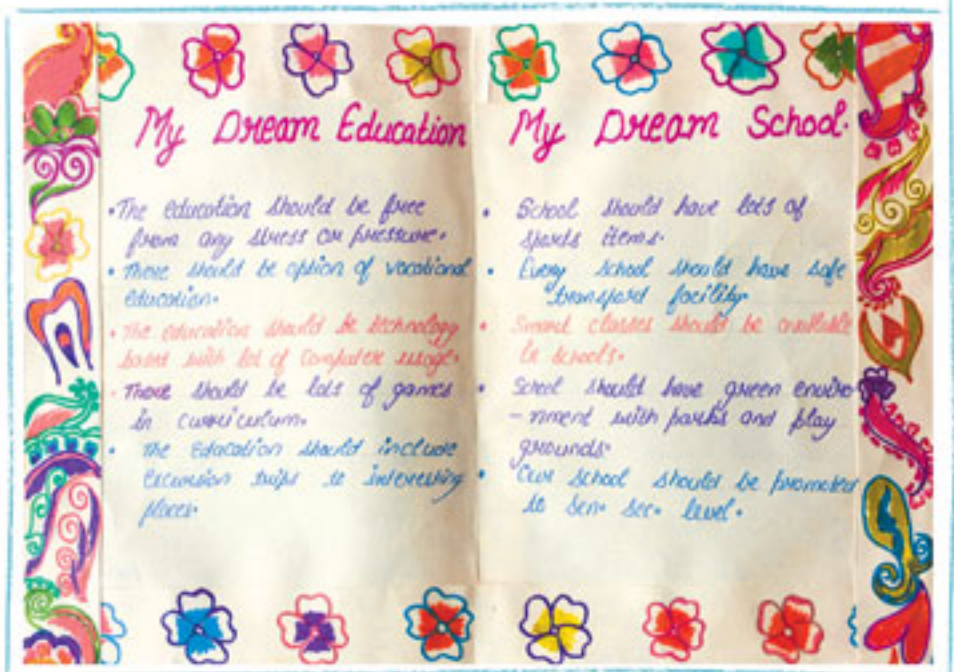 My Dream Education
• The education should be free
from any stress or pressure.
• There should be option of vocational
education.
• The education should be technology
based with lot of Computer usage.
• There should be lots of games
in curriculum.
• The Education should include
Excursion trips to interesting
places.
My Dream School.
• School should have lots of
sports items.
• Every school should have safe
transport facility.
• Smart classes should be available
in schools.
• School should have green enviro
-nment with parks and play
grounds.
• Our school should be promoted
to sen. sec. level.